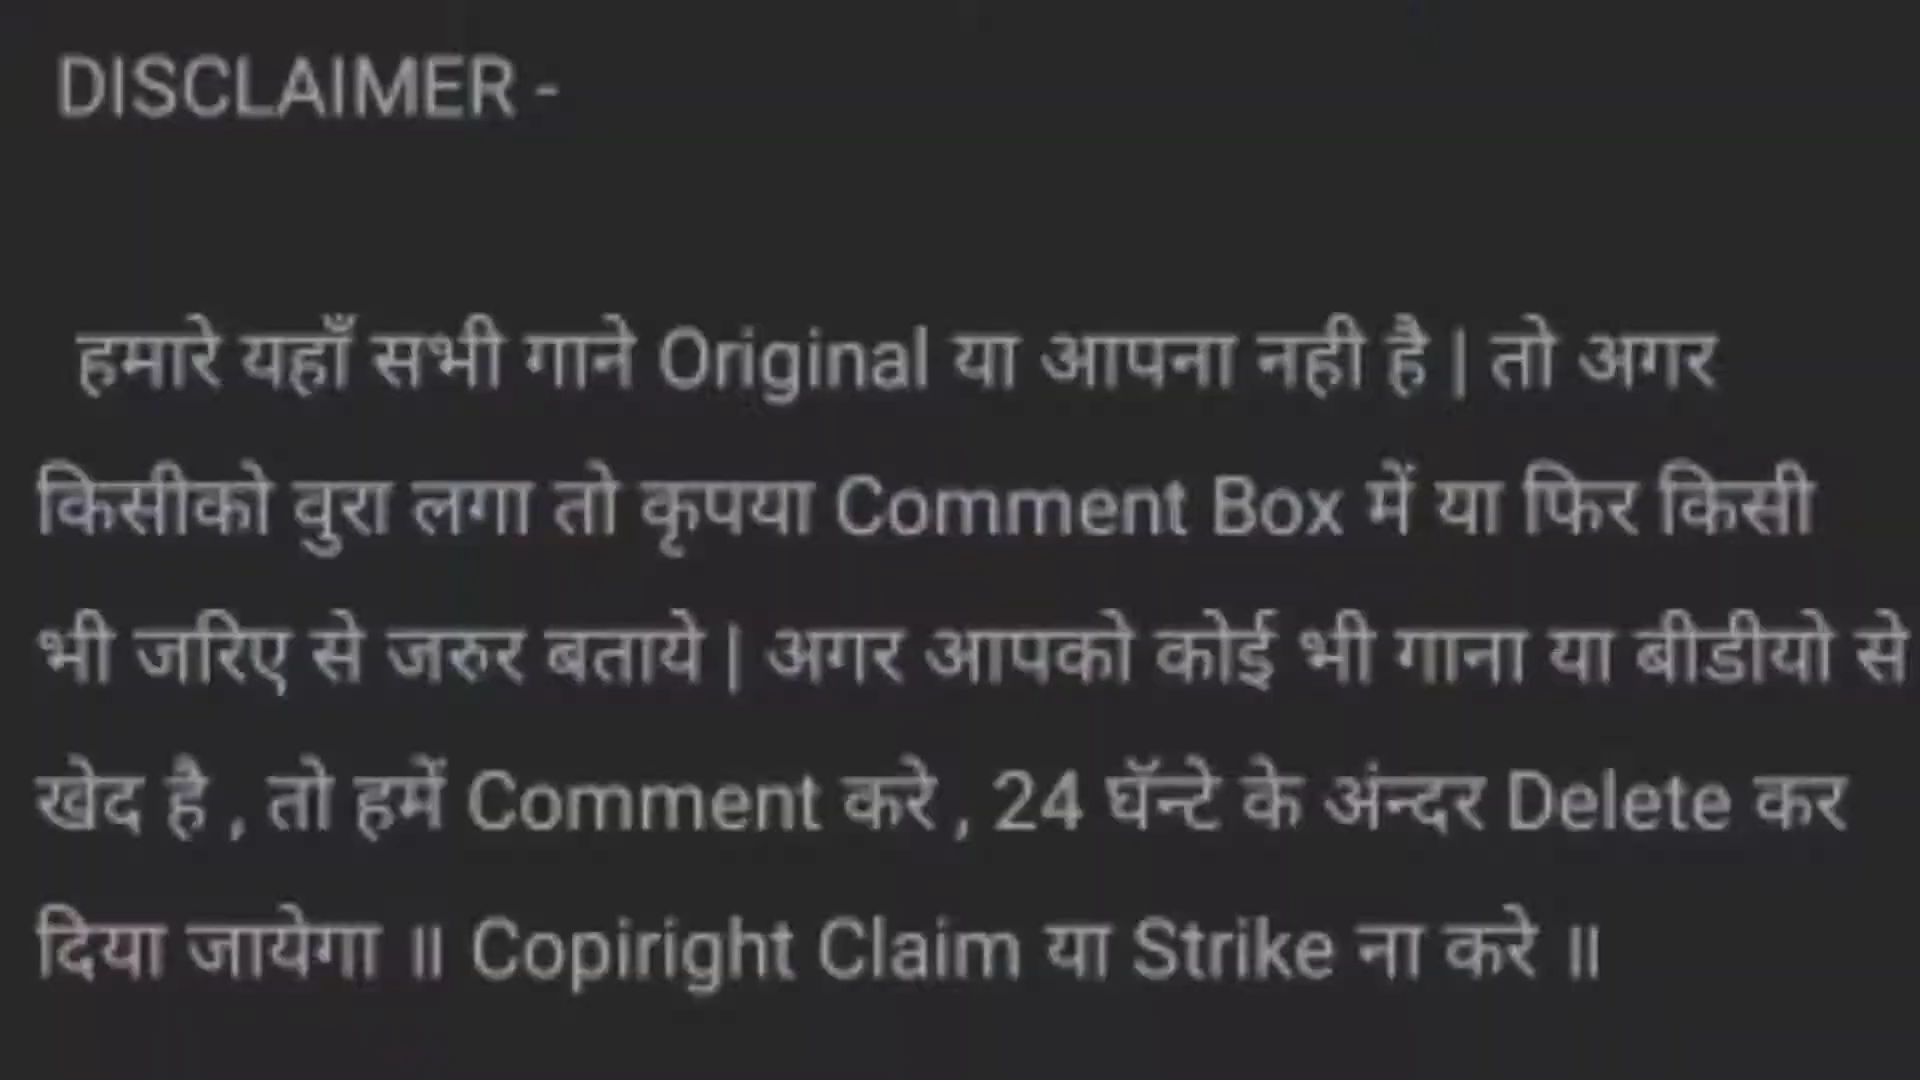 DISCLAIMER -
हमारे यहाँ सभी गाने Original या आपना नही है | तो अगर
किसीको वुरा लगा तो कृपया Comment Box में या फिर किसी
भी जरिए से जरुर बताये | अगर आपको कोई भी गाना या बीडीयो से
खेद है , तो हमें Comment करे , 24 घॅन्टे के अंन्दर Delete कर
दिया जायेगा ॥ Copiright Claim या Strike ना करे ॥